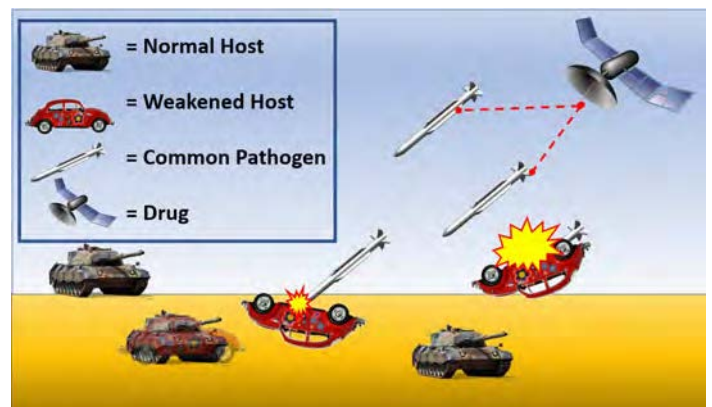 = Normal Host
= Weakened Host
= Common Pathogen
= Drug